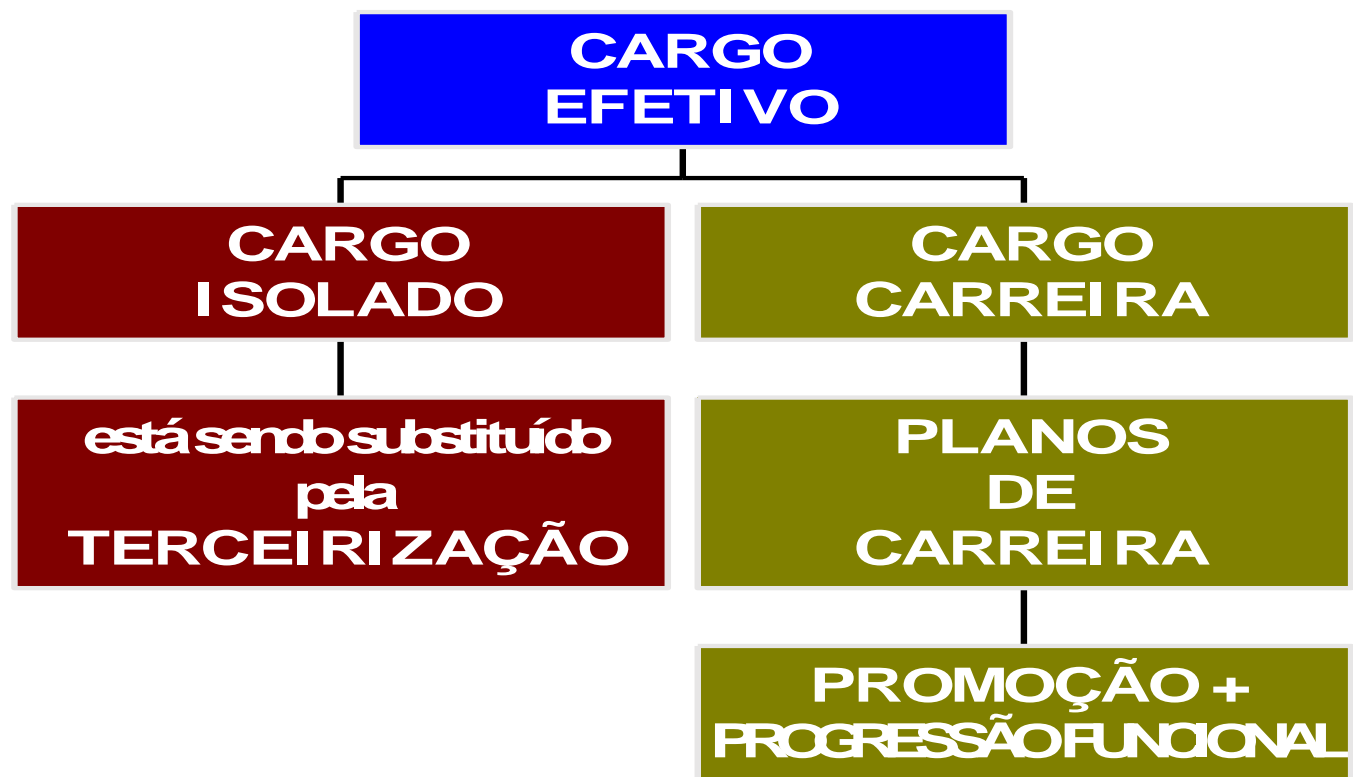 CARGO
EFETIVO
CARGO
ISOLADO
está sendo substituído
pela
TERCEIRIZAÇÃO
CARGO
CARREIRA
PLANOS
DE
CARREIRA
PROMOÇÃO +
PROGRESSÃO FUNCIONAL